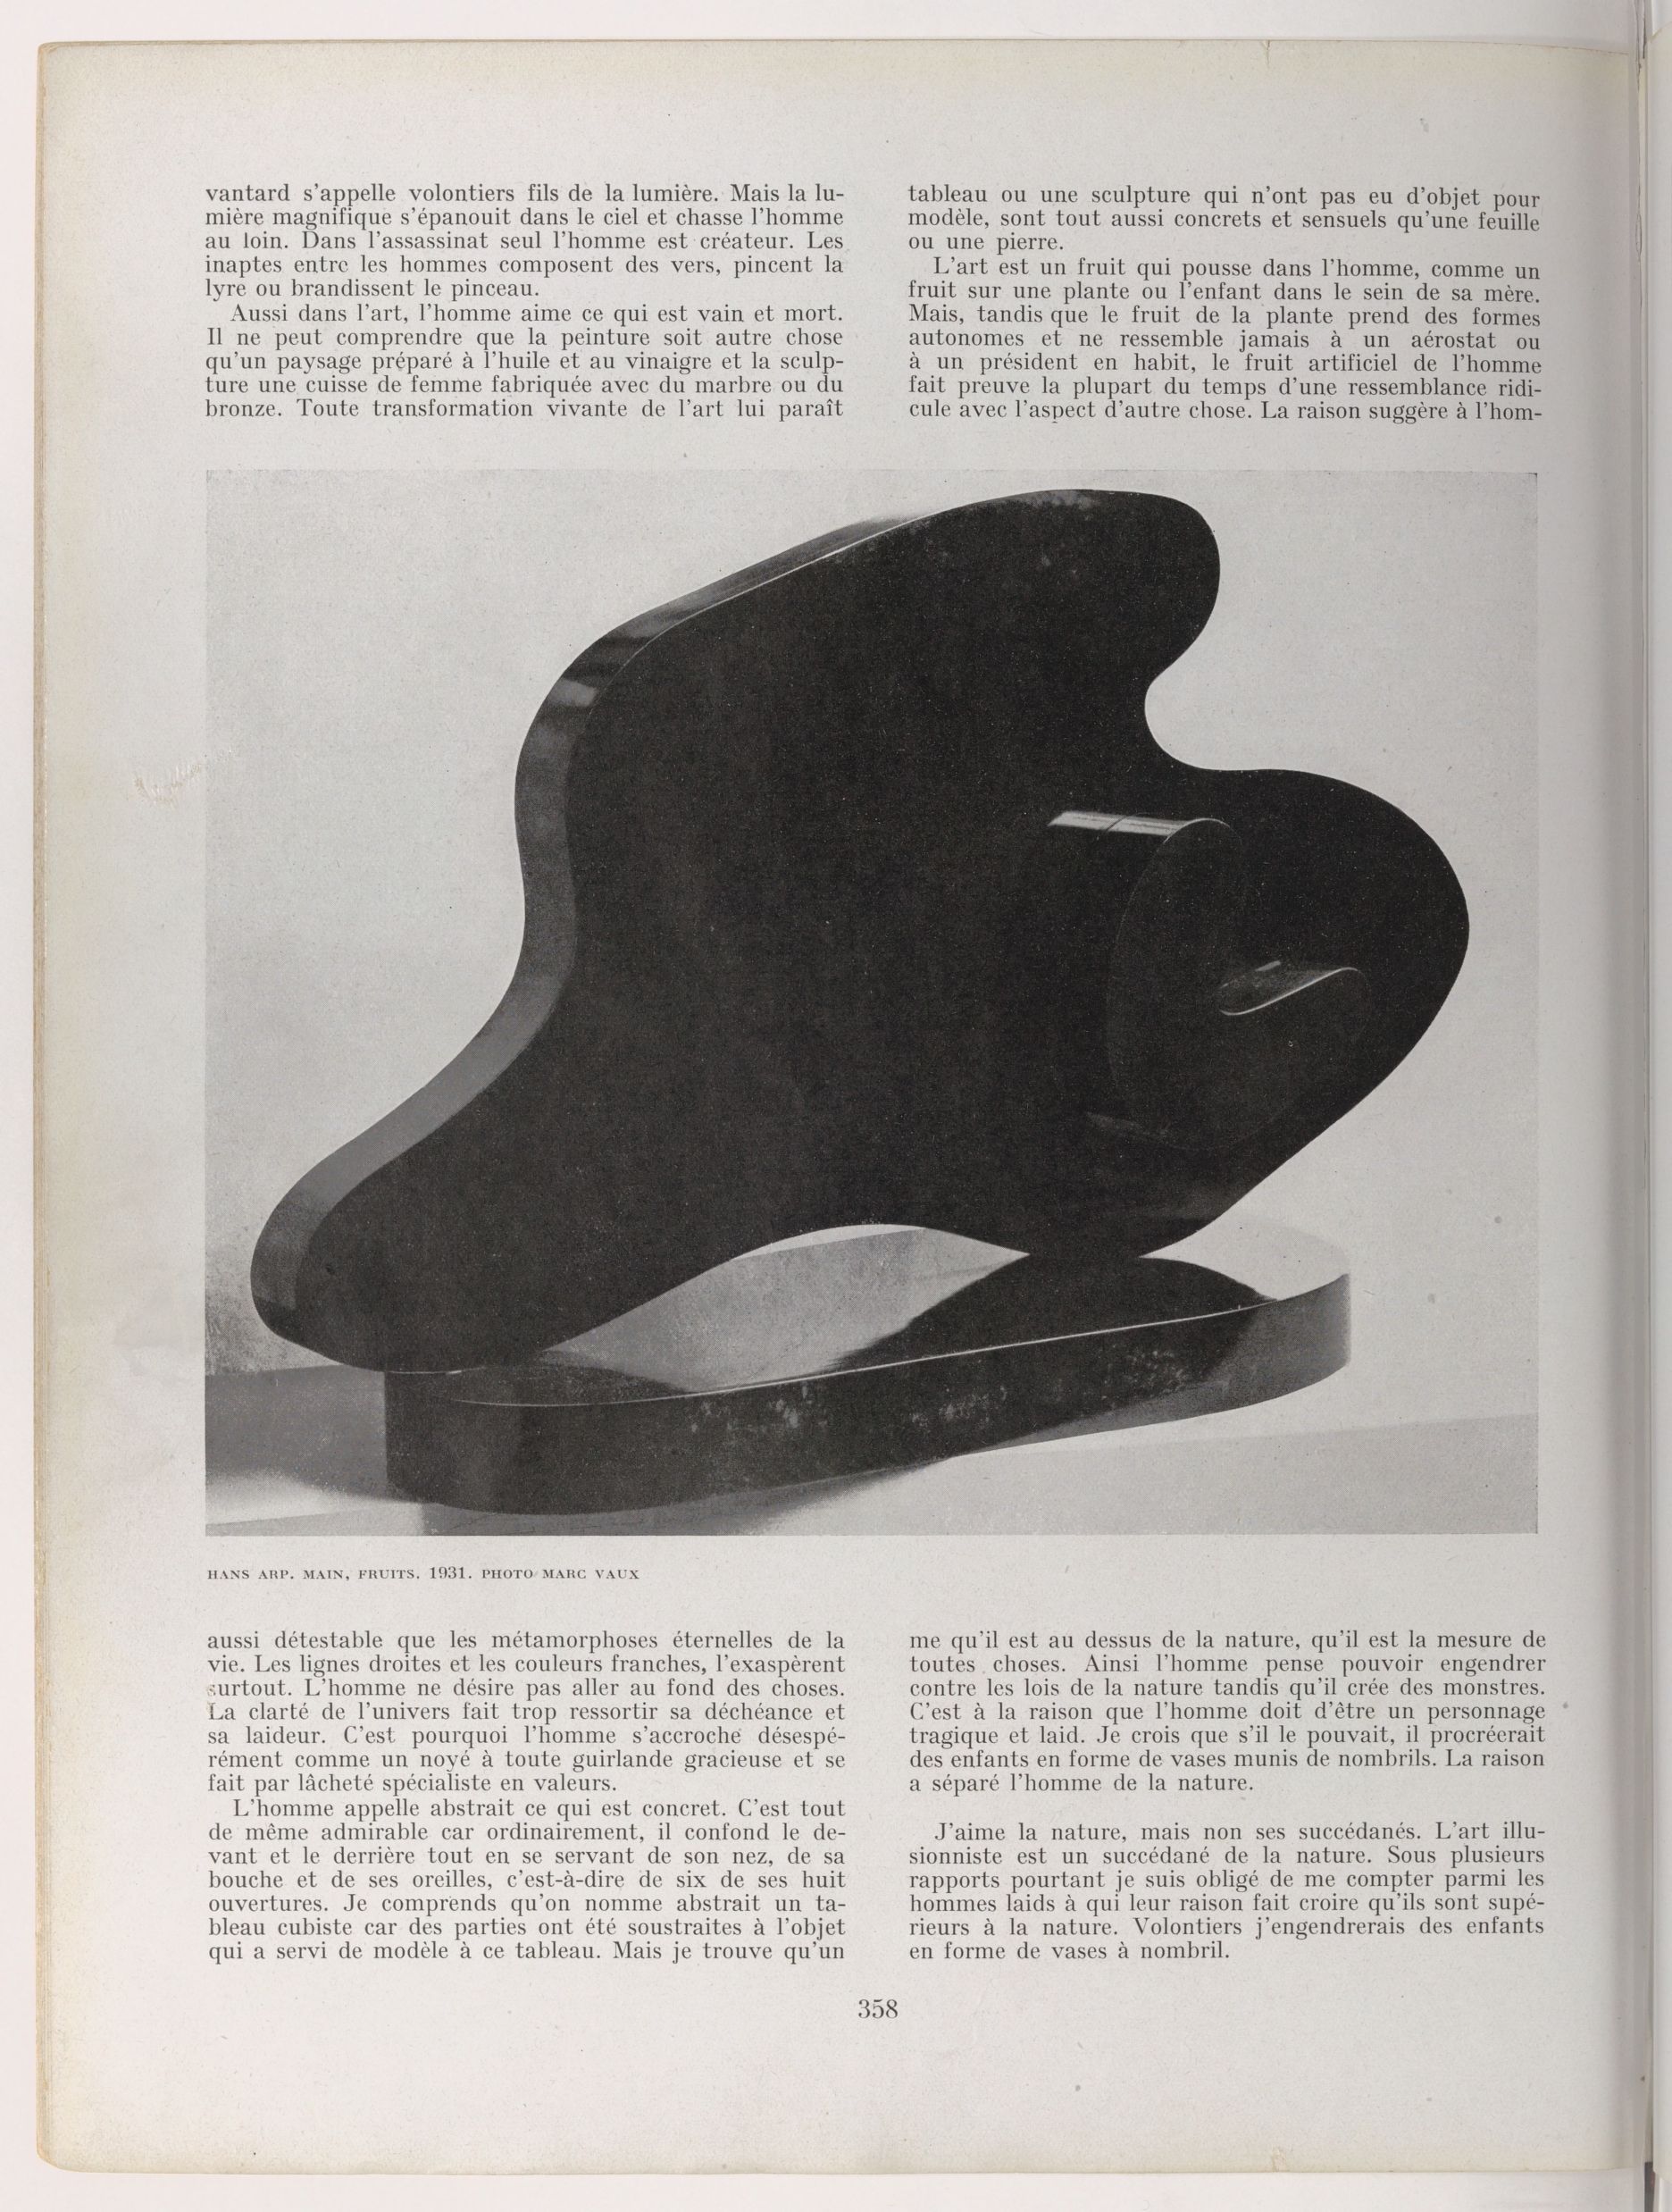 vantard s'appelle volontiers fils de la lumière. Mais la lu-
mière magnifique s'épanouit dans le ciel et chasse l'homme
au loin. Dans l'assassinat seul l'homme est créateur. Les
inaptes entre les hommes composent des vers, pincent la
lyre ou brandissent le pinceau.
Aussi dans l'art, l'homme aime ce qui est vain et mort.
Il ne peut comprendre que la peinture soit autre chose
qu'un paysage préparé à l'huile et au vinaigre et la sculp-
ture une cuisse de femme fabriquée avec du marbre ou du
bronze. Toute transformation vivante de l'art lui paraît
aussi détestable que les métamorphoses éternelles de la
vie. Les lignes droites et les couleurs franches, l'exaspèrent
surtout. L'homme ne désire pas aller au fond des choses.
La clarté de l'univers fait trop ressortir sa déchéance et
sa laideur. C'est pourquoi l'homme s'accroche désespé-
rément comme un noyé à toute guirlande gracieuse et se
fait par lâcheté spécialiste en valeurs.
L'homme appelle abstrait ce qui est concret. C'est tout
de même admirable car ordinairement, il confond le de-
vant et le derrière tout en se servant de son nez, de sa
bouche et de ses oreilles, c'est-à-dire de six de ses huit
ouvertures. Je comprends qu'on nomme abstrait un ta-
bleau cubiste car des parties ont été soustraites à l'objet
qui a servi de modèle à ce tableau. Mais je trouve qu'un
tableau ou une sculpture qui n'ont pas eu d'objet pour
modèle, sont tout aussi concrets et sensuels qu'une feuille
ou une pierre.
L'art est un fruit qui pousse dans l'homme, comme un
fruit sur une plante ou l'enfant dans le sein de sa mère.
Mais, tandis que le fruit de la plante prend des formes
autonomes et ne ressemble jamais à un aérostat ou
à un président en habit, le fruit artificiel de l'homme
fait preuve la plupart du temps d'une ressemblance ridi-
cule avec l'aspect d'autre chose. La raison suggère à l'hom-
me qu'il est au dessus de la nature, qu'il est la mesure de
toutes choses. Ainsi l'homme pense pouvoir engendrer
contre les lois de la nature tandis qu'il crée des monstres.
C'est à la raison que l'homme doit d'être un personnage
tragique et laid. Je crois que s'il le pouvait, il procréerait
des enfants en forme de vases munis de nombrils. La raison
a séparé l'homme de la nature.
J'aime la nature, mais non ses succédanés. L'art illu-
sionniste est un succédané de la nature. Sous plusieurs
rapports pourtant je suis obligé de me compter parmi les
hommes laids à qui leur raison fait croire qu'ils sont supé-
rieurs à la nature. Volontiers j'engendrerais des enfants
en forme de vases à nombril.
HANS ARP. MAIN, FRUITS. 1931. PHOTO MARC VAUX
358